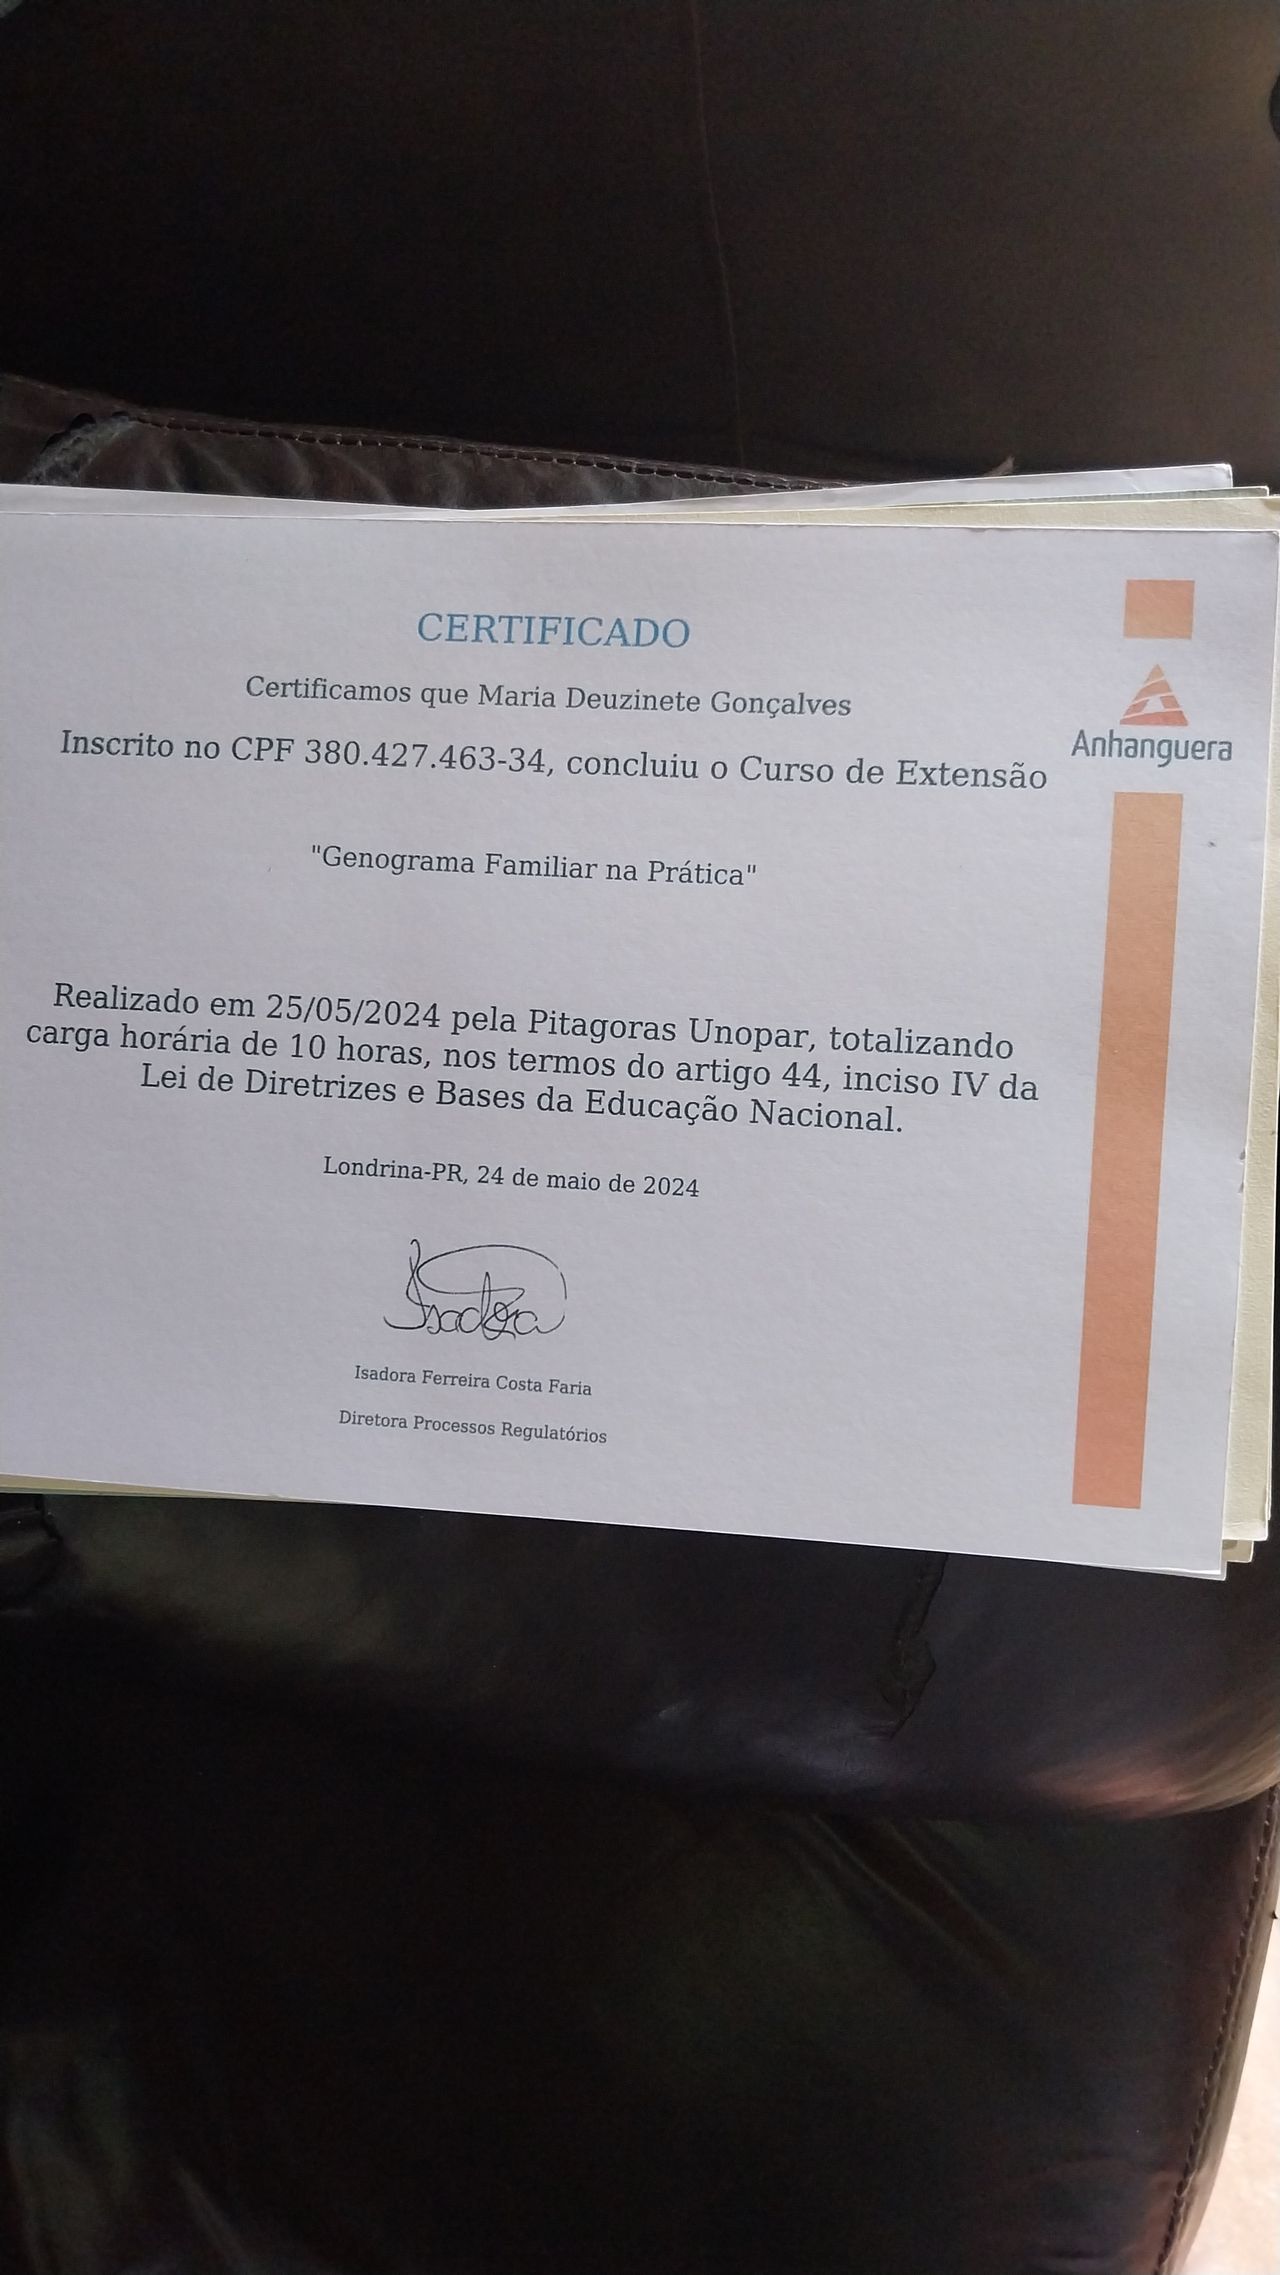 CERTIFICADO
Certificamos que Maria Deuzinete Gonçalves
Inscrito no CPF 380.427.463-34, concluiu o Curso de Extensão
"Genograma Familiar na Prática"
Realizado em 25/05/2024 pela Pitagoras Unopar, totalizando
carga horária de 10 horas, nos termos do artigo 44, inciso IV da
Lei de Diretrizes e Bases da Educação Nacional.
Londrina-PR, 24 de maio de 2024
Isadora
Isadora Ferreira Costa Faria
Diretora Processos Regulatórios
Anhanguera